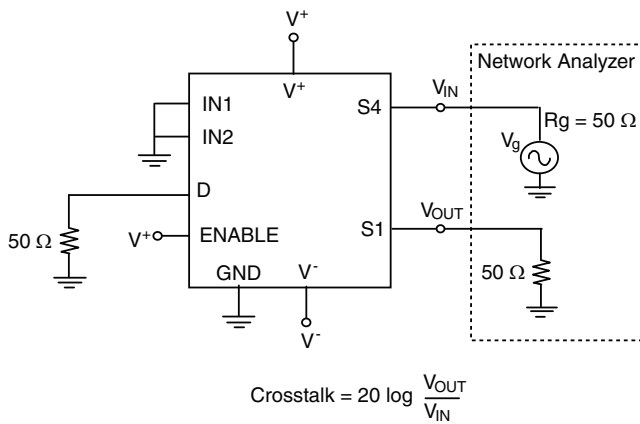 V+
Network Analyzer
V+
VIN
IN1
S4
Rg = 50 Ω
IN2
Vg
D
VOUT
50 Ω
V+
ENABLE
S1
GND
V-
50 Ω
V-
Crosstalk = 20 log VOUT
VIN